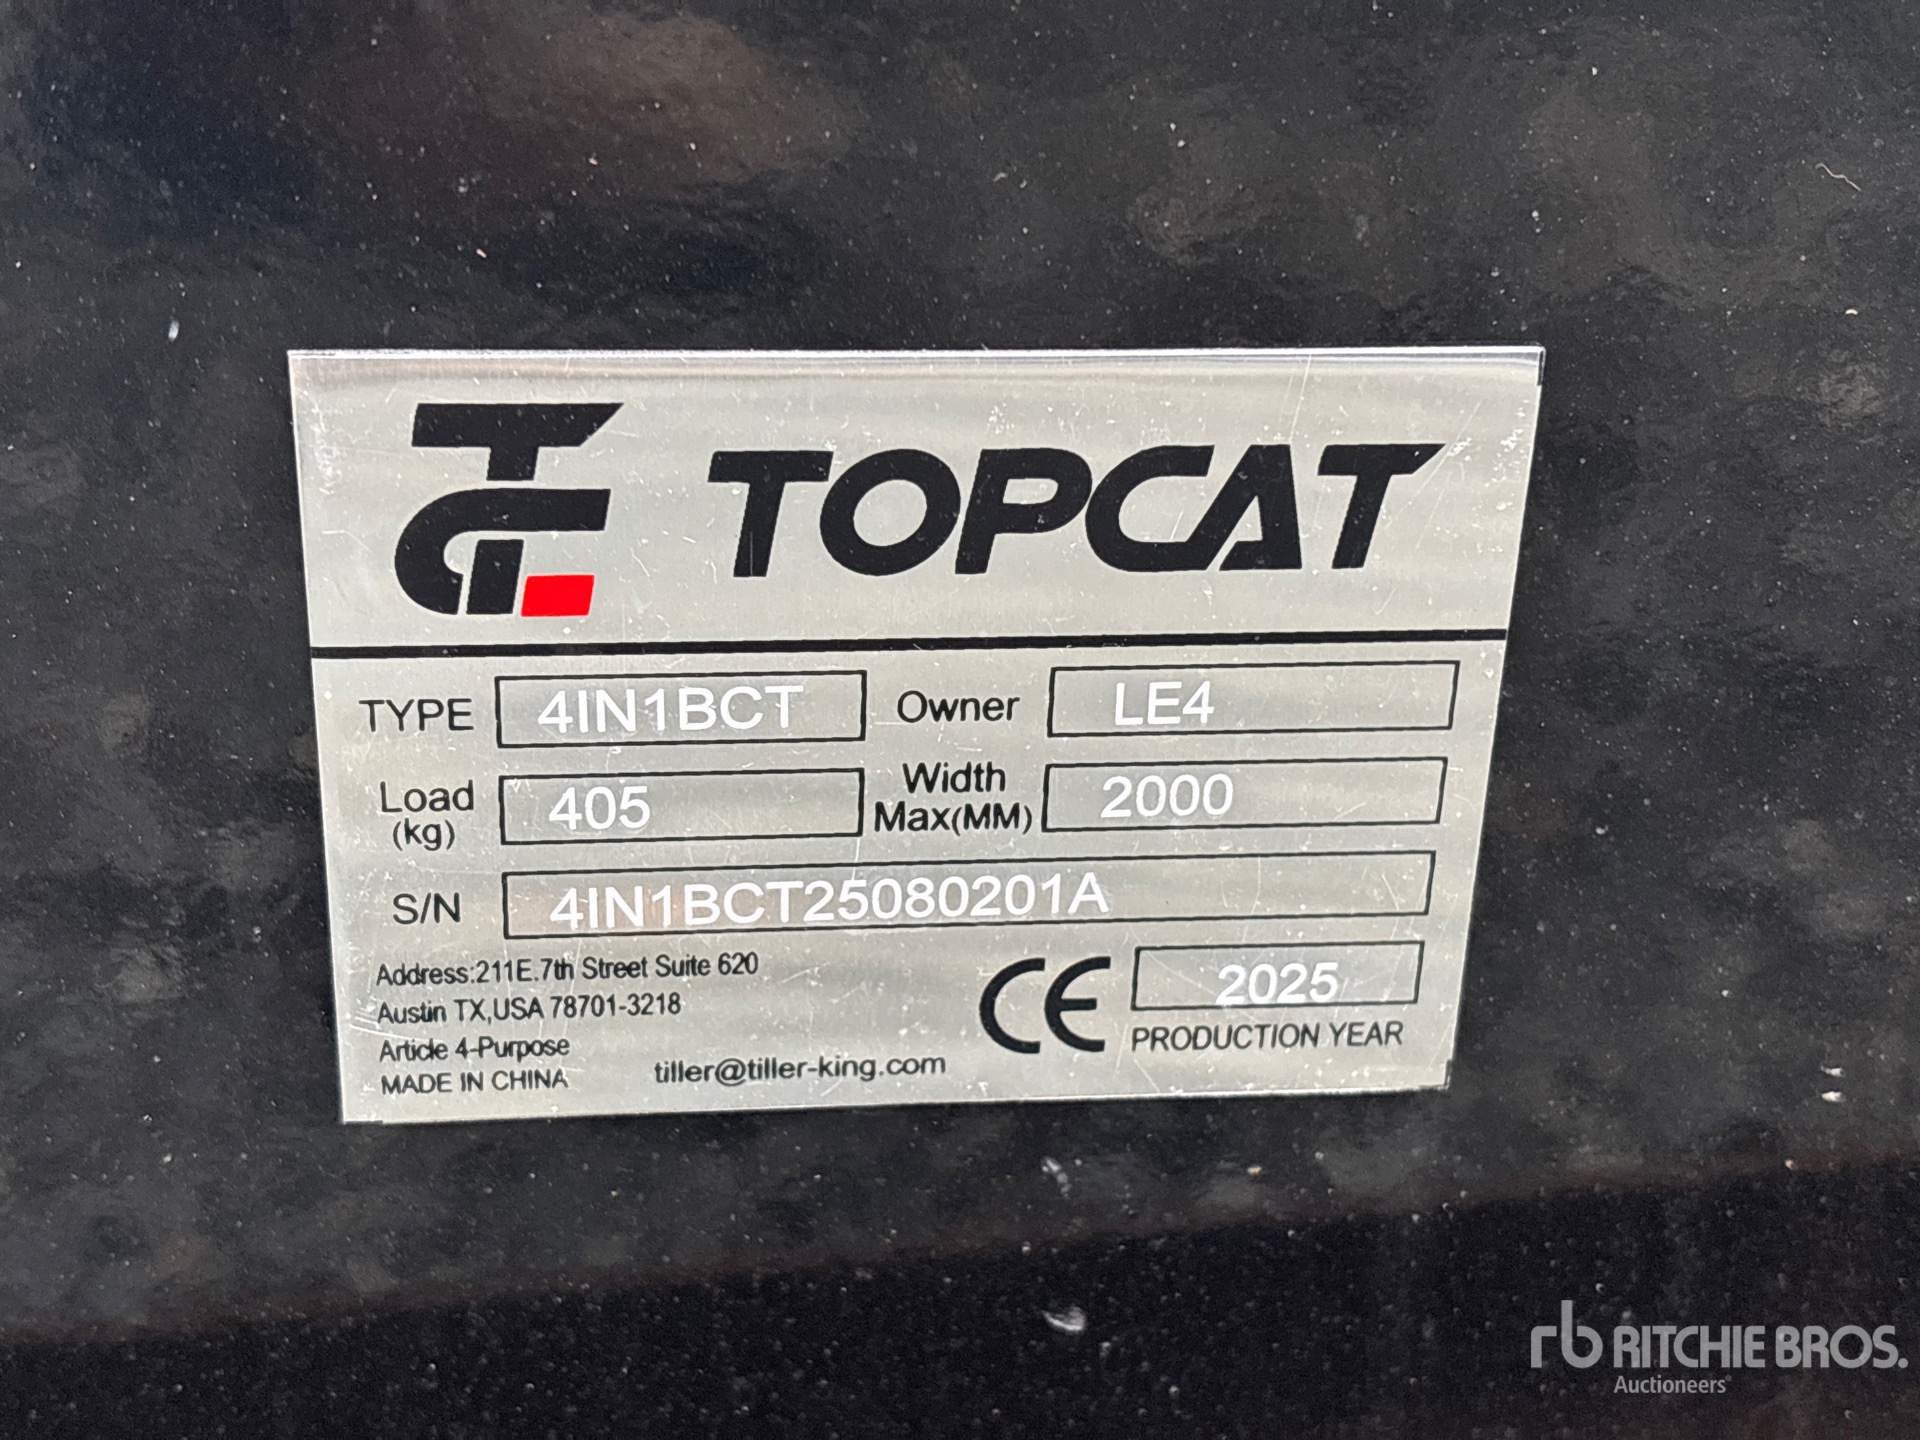 TOPCAT
TYPE 4IN1BCT Owner LE4
Load (kg) 405 Width Max(MM) 2000
S/N 4IN1BCT25080201A
Address:211E.7th Street Suite 620
Austin TX,USA 78701-3218
Article 4-Purpose
MADE IN CHINA
tiller@tiller-king.com
CE
2025
PRODUCTION YEAR
rb RITCHIE BROS.
Auctioneers